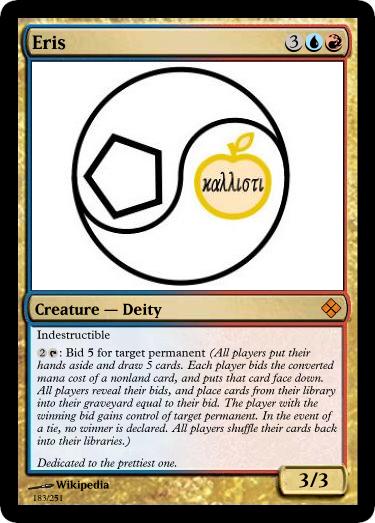 Eris 3
καλλιστι
Creature — Deity
Indestructible
2 : Bid 5 for target permanent (All players put their
hands aside and draw 5 cards. Each player bids the converted
mana cost of a nonland card, and puts that card face down.
All players reveal their bids, and place cards from their library
into their graveyard equal to their bid. The player with the
winning bid gains control of target permanent. In the event of
a tie, no winner is declared. All players shuffle their cards back
into their libraries.)
Dedicated to the prettiest one.
3/3
Wikipedia
183/251